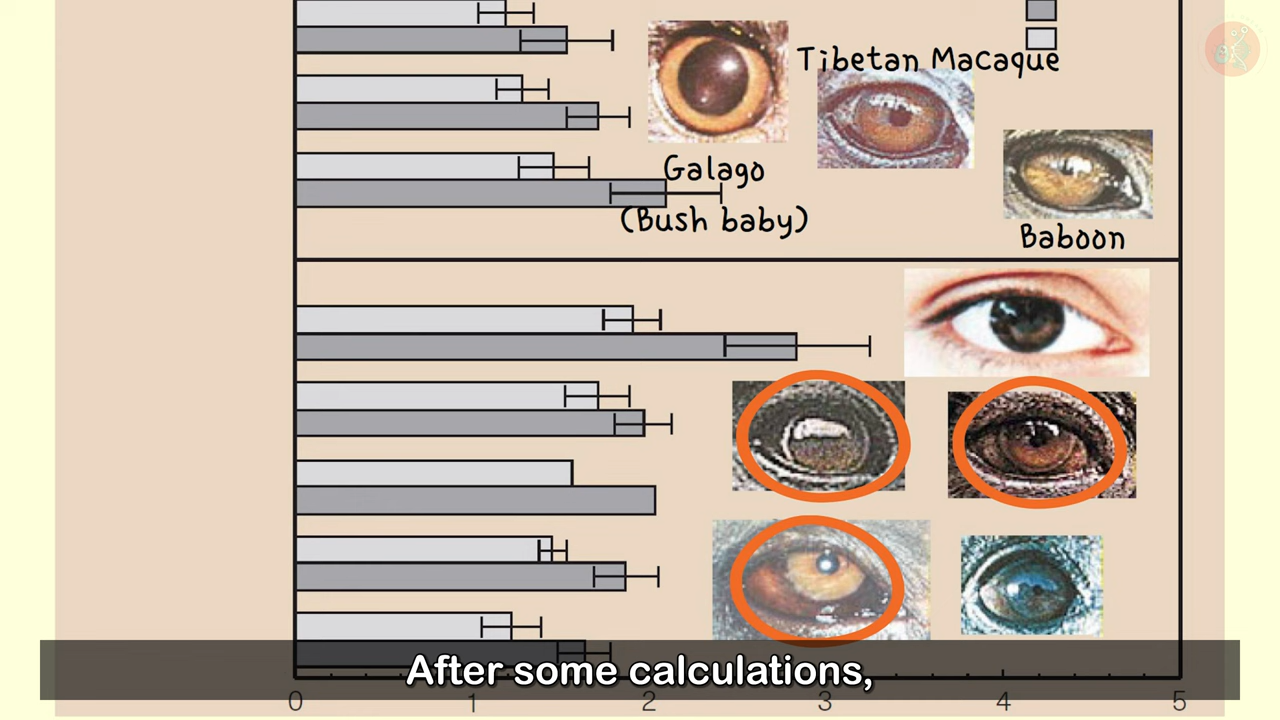 Tibetan Macaque
Galago
(Bush baby)
Baboon
After some calculations,
0 1 2 3 4 5